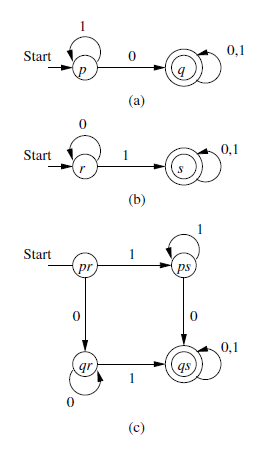 1
Start p 0 q 0,1
(a)
0
Start r 1 s 0,1
(b)
1
Start pr 1 ps
0 0
qr 1 qs 0,1
0
(c)